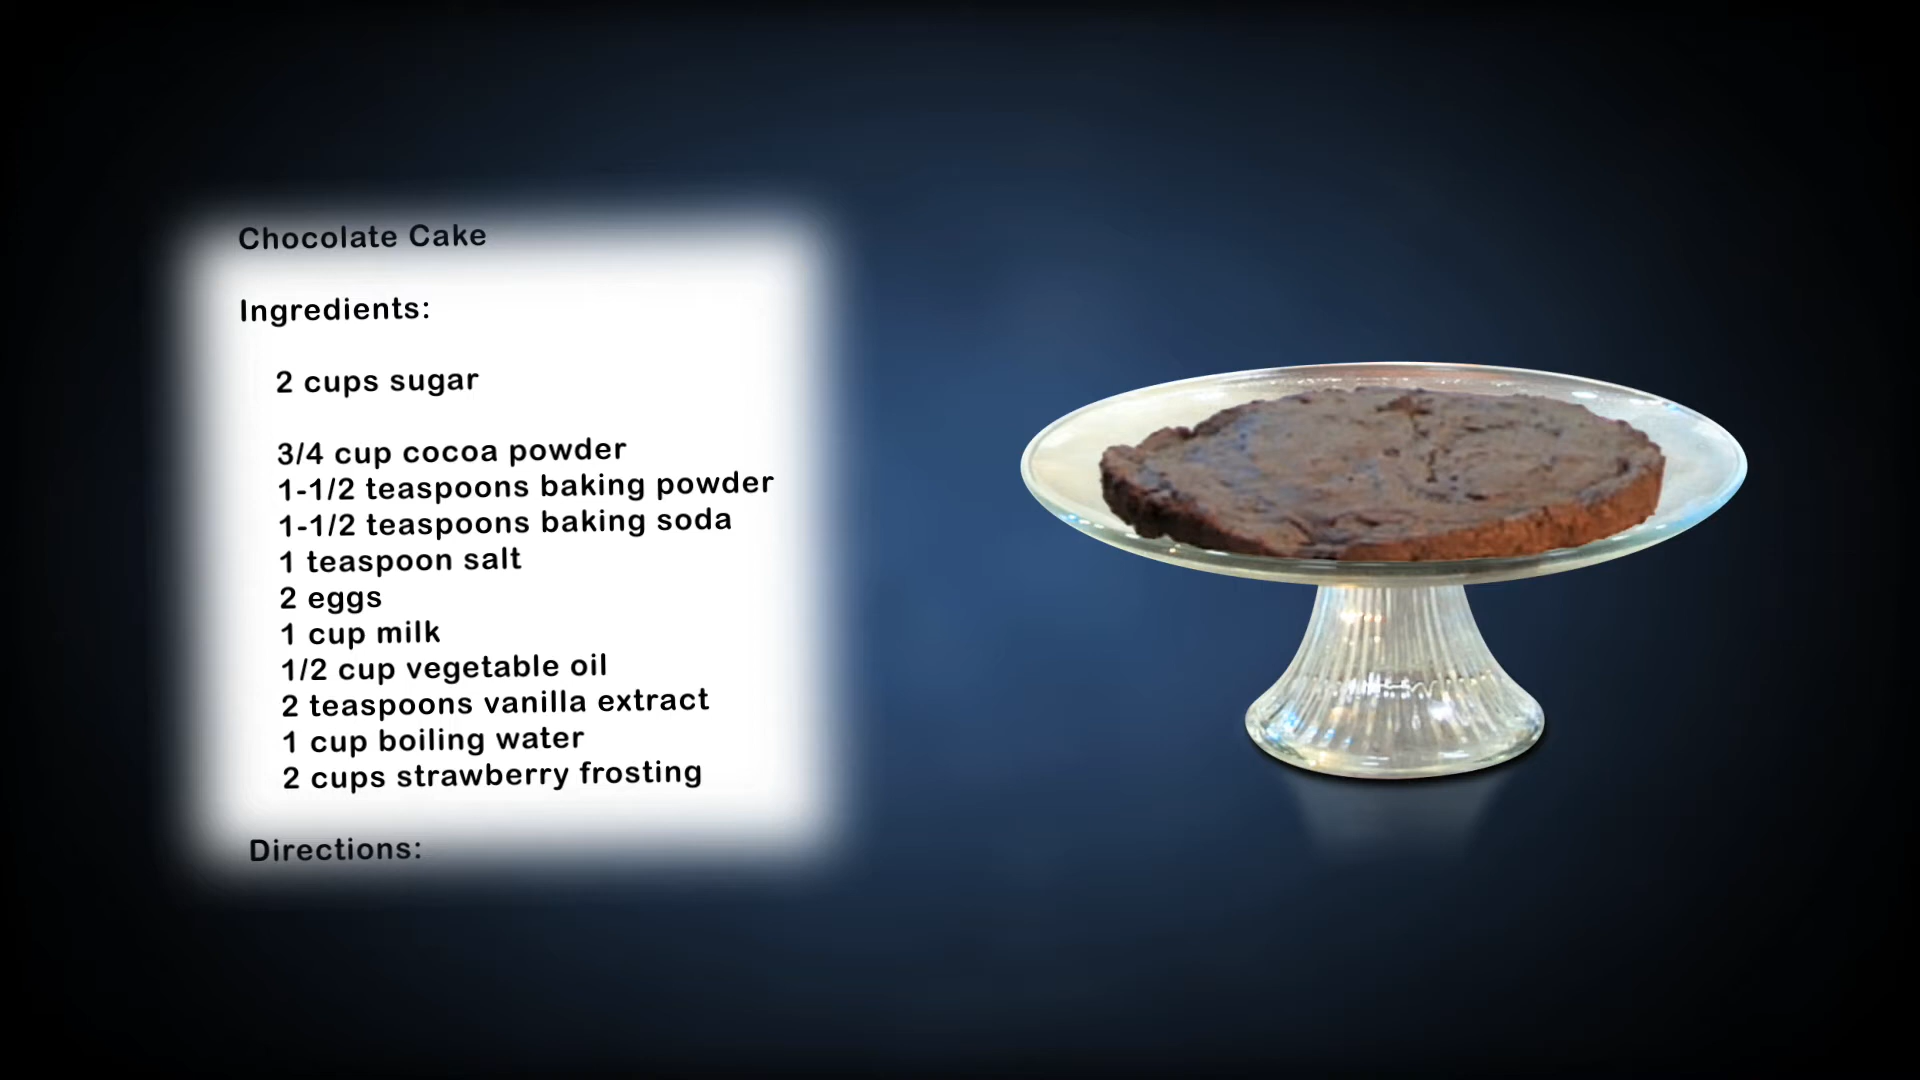 Chocolate Cake
Ingredients:
2 cups sugar
3/4 cup cocoa powder
1-1/2 teaspoons baking powder
1-1/2 teaspoons baking soda
1 teaspoon salt
2 eggs
1 cup milk
1/2 cup vegetable oil
2 teaspoons vanilla extract
1 cup boiling water
2 cups strawberry frosting
Directions: